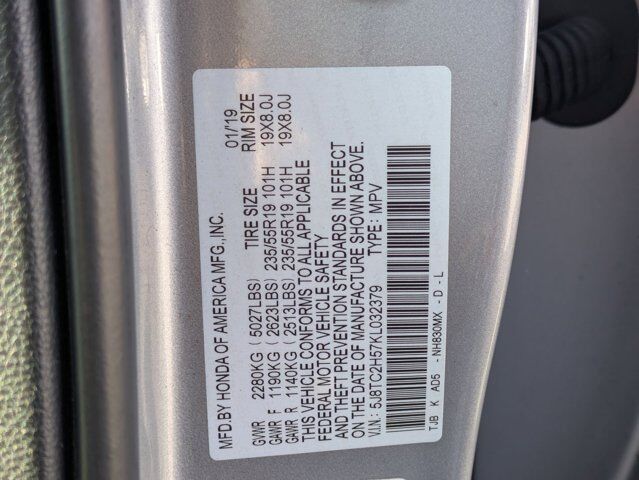 MFD.BY HONDA OF AMERICA MFG.,INC. 01/19
TIRE SIZE RIM SIZE
GVWR 2280KG (5027LBS)
GAWR F 1190KG (2623LBS) 235/55R19 101H 19X8.0J
GAWR R 1140KG (2513LBS) 235/55R19 101H 19X8.0J
THIS VEHICLE CONFORMS TO ALL APPLICABLE
FEDERAL MOTOR VEHICLE SAFETY
AND THEFT PREVENTION STANDARDS IN EFFECT
ON THE DATE OF MANUFACTURE SHOWN ABOVE.
V.I.N.: 5J8TC2H57KL032379 TYPE: MPV
TJB K AD5 - NH830MX - D - L